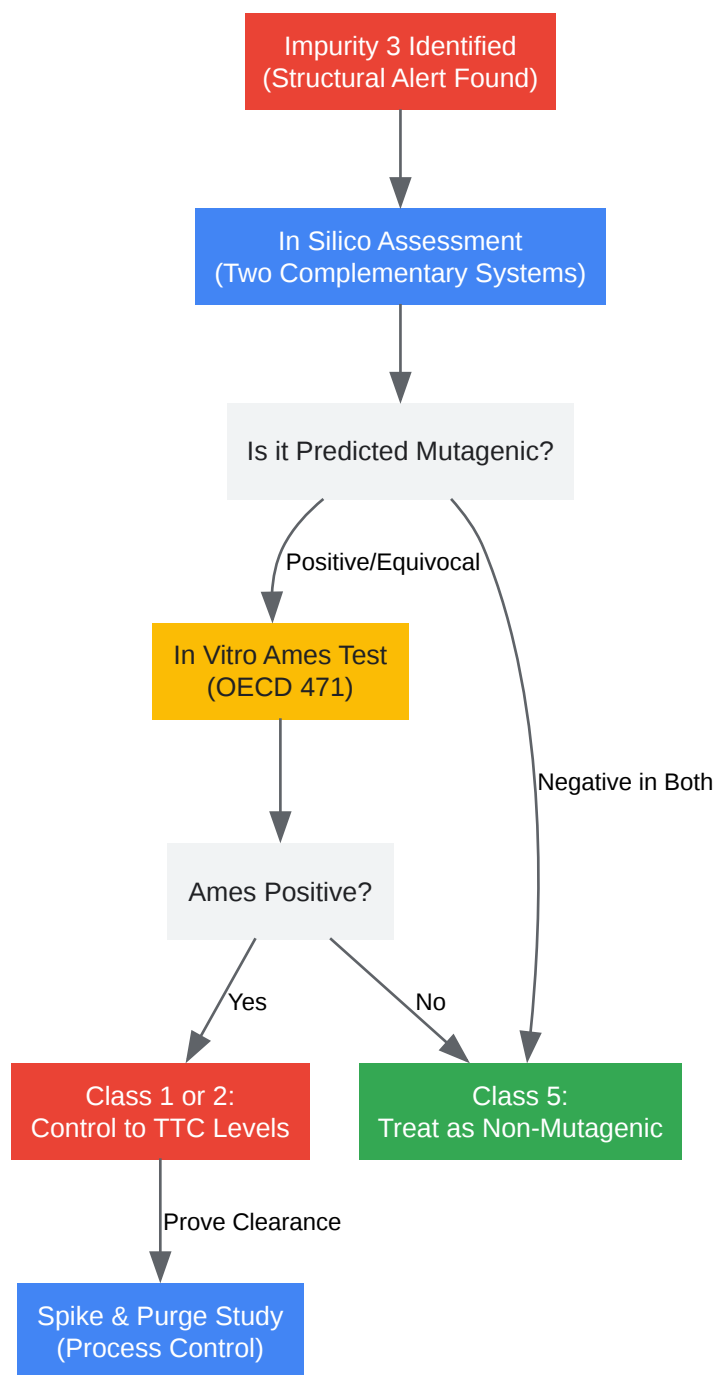 Impurity 3 Identified
(Structural Alert Found)
In Silico Assessment
(Two Complementary Systems)
Is it Predicted Mutagenic?
Positive/Equivocal
In Vitro Ames Test
(OECD 471)
Negative in Both
Ames Positive?
Yes
No
Class 1 or 2:
Control to TTC Levels
Class 5:
Treat as Non-Mutagenic
Prove Clearance
Spike & Purge Study
(Process Control)